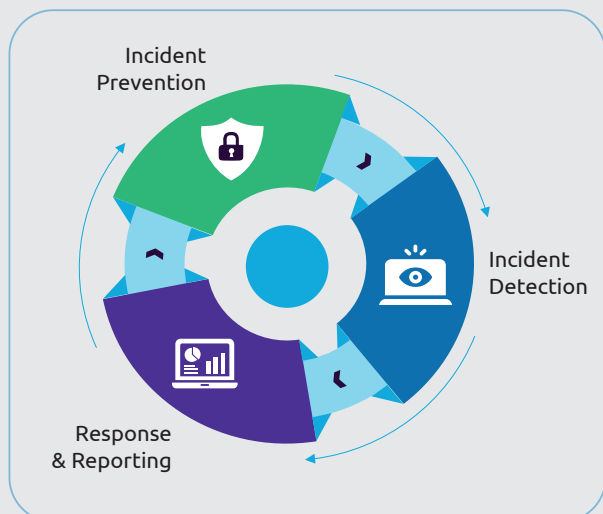 Incident
Prevention
Incident
Detection
Response
& Reporting